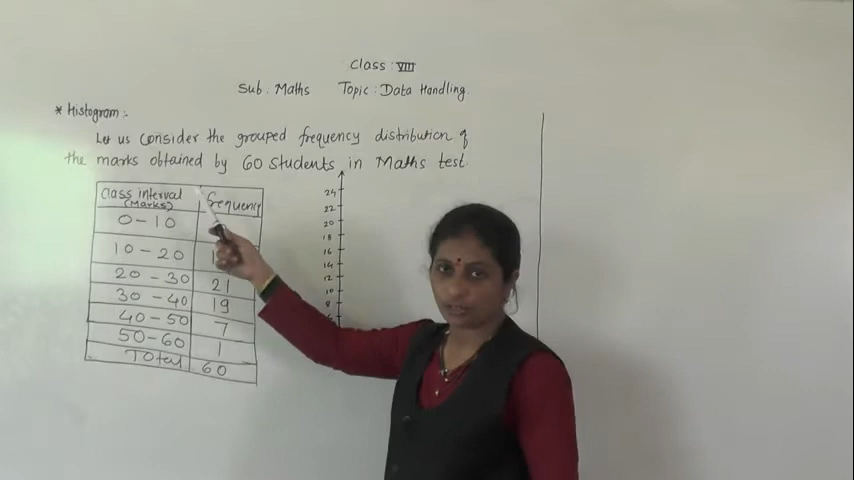 Class : VIII
Sub : Maths Topic : Data Handling.
* Histogram :-
Let us consider the grouped frequency distribution of
the marks obtained by 60 students in Maths test.
Class interval (Marks) frequency
0-10
10-20
20-30 21
30-40 19
40-50 7
50-60 1
Total 60
24
22
20
18
16
14
12
10
8